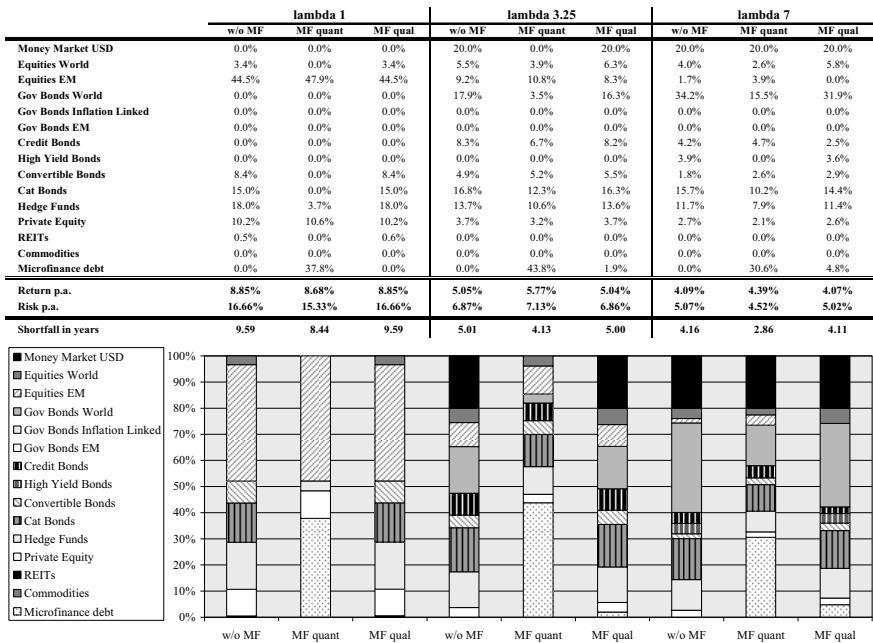 lambda 1 lambda 3.25 lambda 7
w/o MF MF quant MF qual w/o MF MF quant MF qual w/o MF MF quant MF qual
Money Market USD 0.0% 0.0% 0.0% 20.0% 3.9% 20.0% 20.0% 20.0% 20.0%
Equities World 3.4% 0.0% 3.4% 5.5% 3.9% 6.3% 4.0% 2.6% 5.8%
Equities EM 44.5% 47.9% 44.5% 9.2% 10.8% 8.3% 1.7% 3.9% 0.0%
Gov Bonds World 0.0% 0.0% 0.0% 17.9% 3.5% 16.3% 34.2% 15.5% 31.9%
Gov Bonds Inflation Linked 0.0% 0.0% 0.0% 0.0% 0.0% 0.0% 0.0% 0.0% 0.0%
Gov Bonds EM 0.0% 0.0% 0.0% 0.0% 0.0% 0.0% 0.0% 0.0% 0.0%
Credit Bonds 0.0% 0.0% 0.0% 8.3% 6.7% 8.2% 4.2% 4.7% 2.5%
High Yield Bonds 0.0% 0.0% 0.0% 0.0% 0.0% 0.0% 3.9% 0.0% 3.6%
Convertible Bonds 8.4% 0.0% 8.4% 4.9% 5.2% 5.5% 1.8% 2.6% 2.9%
Cat Bonds 15.0% 0.0% 15.0% 16.8% 12.3% 16.3% 15.7% 10.2% 14.4%
Hedge Funds 18.0% 3.7% 18.0% 13.7% 10.6% 13.6% 11.7% 7.9% 11.4%
Private Equity 10.2% 10.6% 10.2% 3.7% 3.2% 3.7% 2.7% 2.1% 2.6%
REITs 0.5% 0.0% 0.6% 0.0% 0.0% 0.0% 0.0% 0.0% 0.0%
Commodities 0.0% 0.0% 0.0% 0.0% 0.0% 0.0% 0.0% 0.0% 0.0%
Microfinance debt 0.0% 37.8% 0.0% 0.0% 43.8% 1.9% 0.0% 30.6% 4.8%
Return p.a. 8.85% 8.68% 8.85% 5.05% 5.77% 5.04% 4.09% 4.39% 4.07%
Risk p.a. 16.66% 15.33% 16.66% 6.87% 7.13% 6.86% 5.07% 4.52% 5.02%
Shortfall in years 9.59 8.44 9.59 5.01 4.13 5.00 4.16 2.86 4.11
Money Market USD
Equities World
Equities EM
Gov Bonds World
Gov Bonds Inflation Linked
Gov Bonds EM
Credit Bonds
High Yield Bonds
Convertible Bonds
Cat Bonds
Hedge Funds
Private Equity
REITs
Commodities
Microfinance debt
100%
90%
80%
70%
60%
50%
40%
30%
20%
10%
0%
w/o MF MF quant MF qual w/o MF MF quant MF qual w/o MF MF quant MF qual